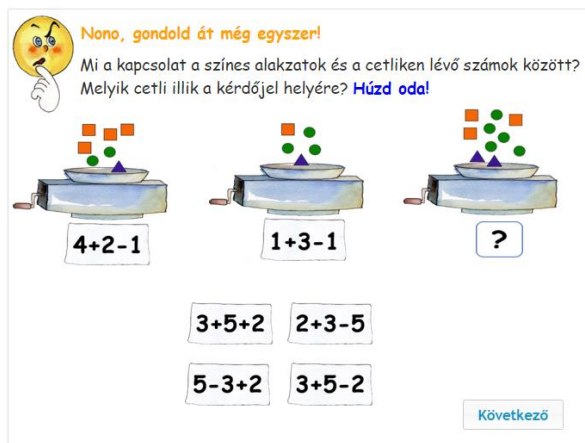 Nono, gondold át még egyszer!
Mi a kapcsolat a színes alakzatok és a cetliken lévő számok között?
Melyik cetli illik a kérdőjel helyére? Húzd oda!
4+2-1 1+3-1 ?
3+5+2 2+3-5
5-3+2 3+5-2
Következő